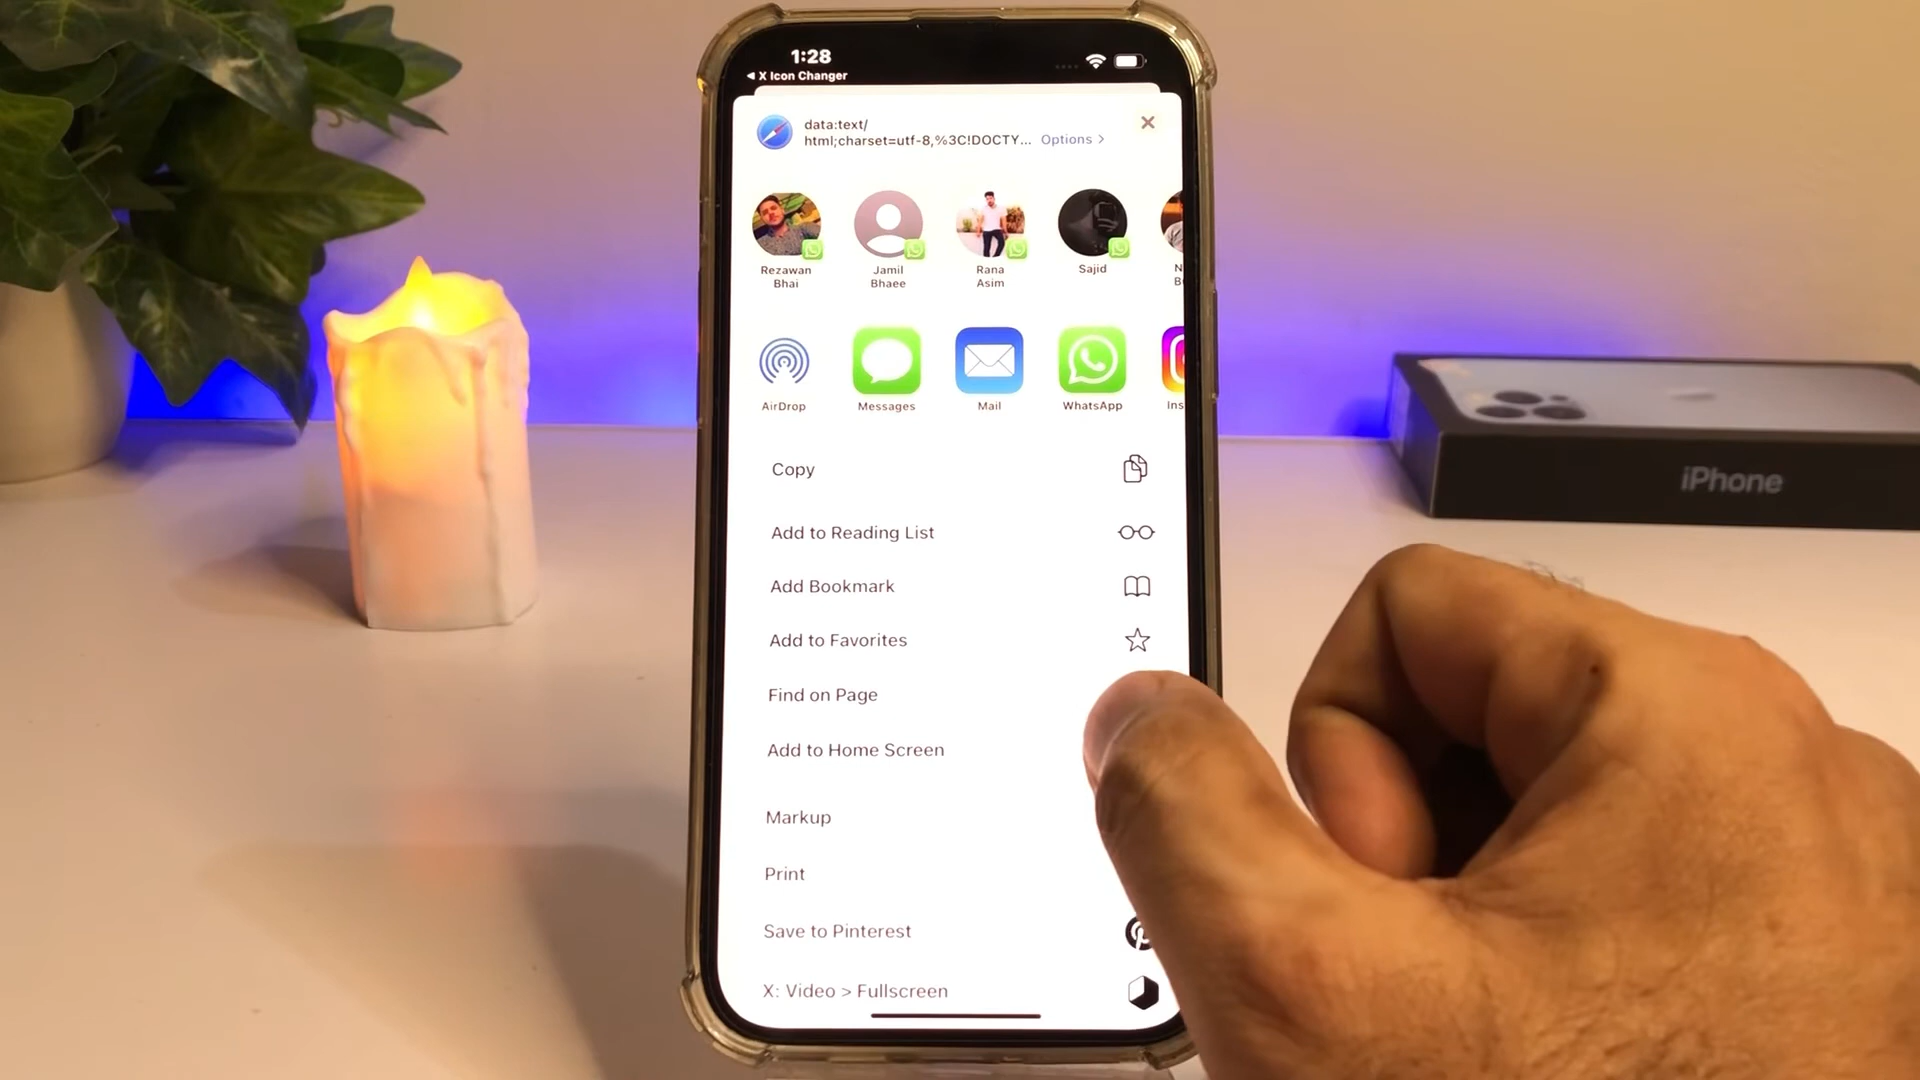 1:28
◀ X Icon Changer
data:text/
html;charset=utf-8,%3C!DOCTY... Options >
Rezawan
Bhai
Jamil
Bhaee
Rana
Asim
Sajid
AirDrop
Messages
Mail
WhatsApp
Copy
Add to Reading List
Add Bookmark
Add to Favorites
Find on Page
Add to Home Screen
Markup
Print
Save to Pinterest
X: Video > Fullscreen
iPhone